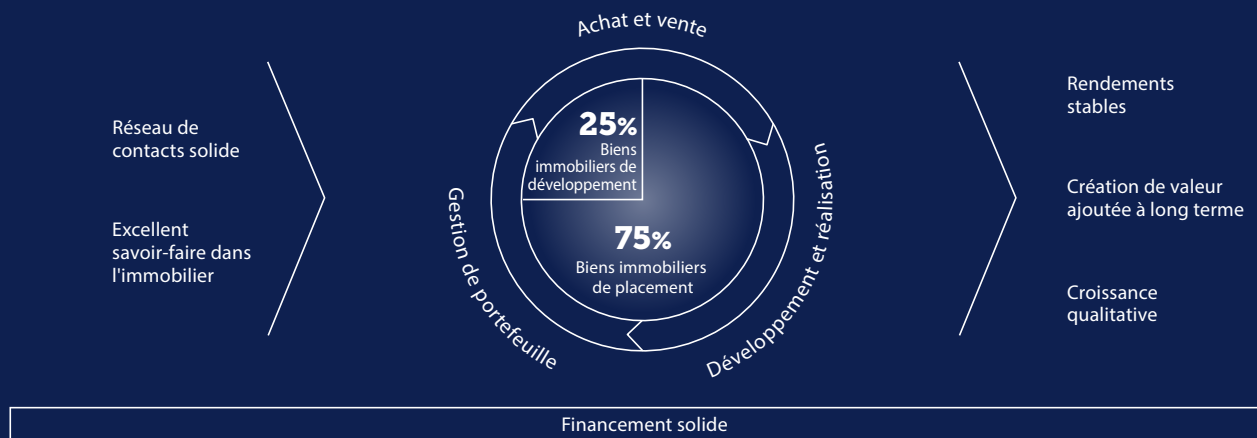 Réseau de
contacts solide
Excellent
savoir-faire dans
l'immobilier
Achat et vente
Développement et réalisation
Gestion de portefeuille
25%
Biens
immobiliers de
développement
75%
Biens immobiliers
de placement
Rendements
stables
Création de valeur
ajoutée à long terme
Croissance
qualitative
Financement solide